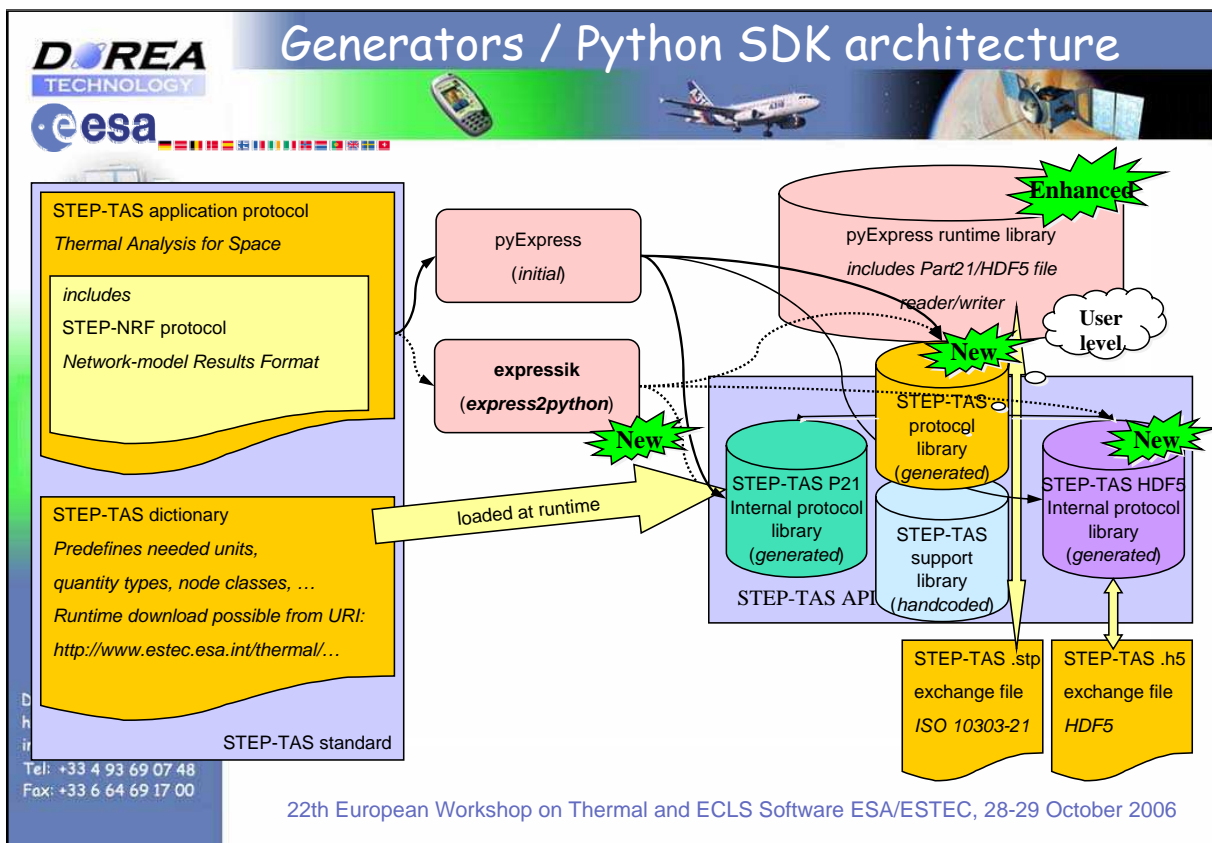 Generators / Python SDK architecture
DOREA
TECHNOLOGY
esa
A318
STEP-TAS application protocol
Thermal Analysis for Space
includes
STEP-NRF protocol
Network-model Results Format
STEP-TAS dictionary
Predefines needed units,
quantity types, node classes, …
Runtime download possible from URI:
http://www.estec.esa.int/thermal/…
STEP-TAS standard
pyExpress
(initial)
expressik
(express2python)
New
loaded at runtime
Enhanced
pyExpress runtime library
includes Part21/HDF5 file
reader/writer
User
level
New
STEP-TAS
protocol
library
(generated)
New
STEP-TAS P21
Internal protocol
library
(generated)
STEP-TAS
support
library
(handcoded)
STEP-TAS HDF5
Internal protocol
library
(generated)
STEP-TAS API
STEP-TAS .stp
exchange file
ISO 10303-21
STEP-TAS .h5
exchange file
HDF5
Tel: +33 4 93 69 07 48
Fax: +33 6 64 69 17 00
22th European Workshop on Thermal and ECLS Software ESA/ESTEC, 28-29 October 2006